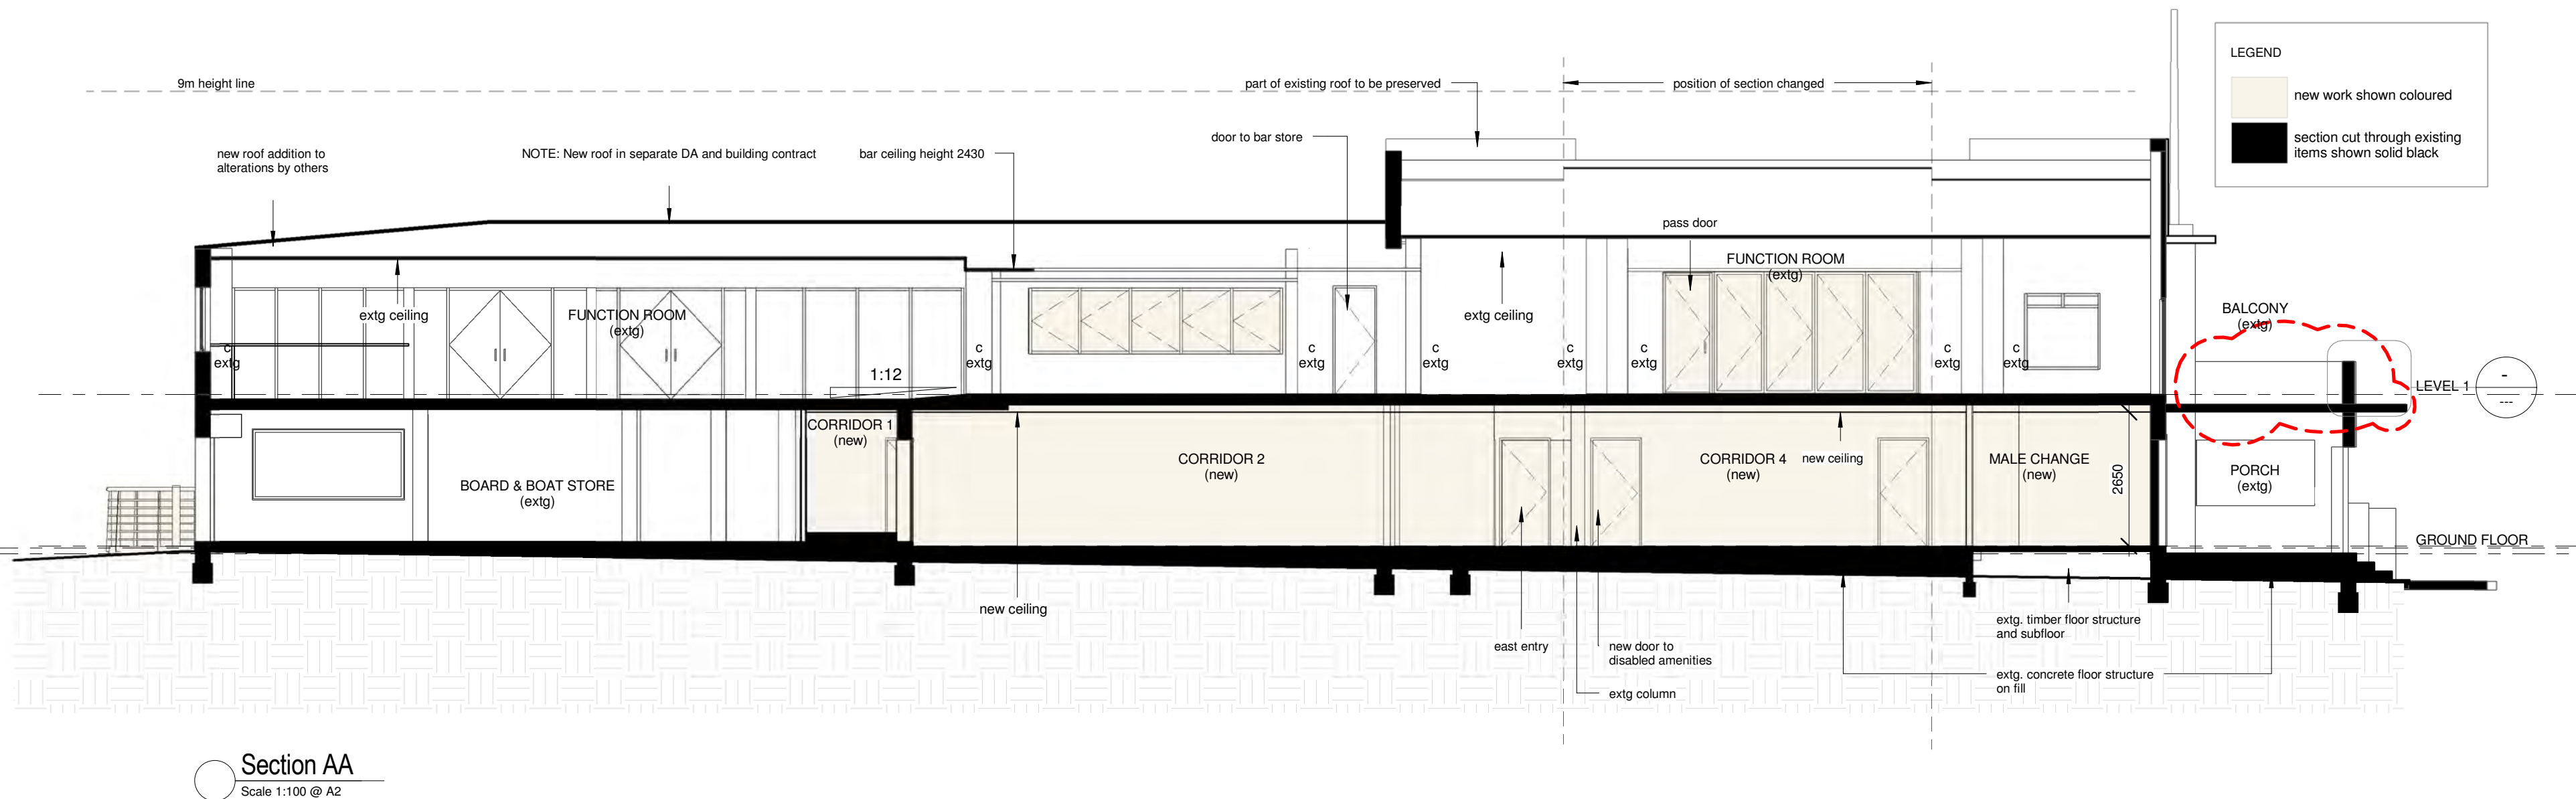 9m height line
part of existing roof to be preserved
position of section changed
LEGEND
new work shown coloured
section cut through existing
items shown solid black
new roof addition to
alterations by others
NOTE: New roof in separate DA and building contract
bar ceiling height 2430
door to bar store
pass door
FUNCTION ROOM
(extg)
extg ceiling
FUNCTION ROOM
(extg)
extg ceiling
BALCONY
(extg)
c
extg
c
extg
c
extg
c
extg
c
extg
c
extg
c
extg
c
extg
1:12
LEVEL 1
-
---
CORRIDOR 1
(new)
BOARD & BOAT STORE
(extg)
CORRIDOR 2
(new)
CORRIDOR 4
(new)
new ceiling
MALE CHANGE
(new)
2650
PORCH
(extg)
GROUND FLOOR
new ceiling
east entry
new door to
disabled amenities
extg column
extg. timber floor structure
and subfloor
extg. concrete floor structure
on fill
Section AA
Scale 1:100 @ A2